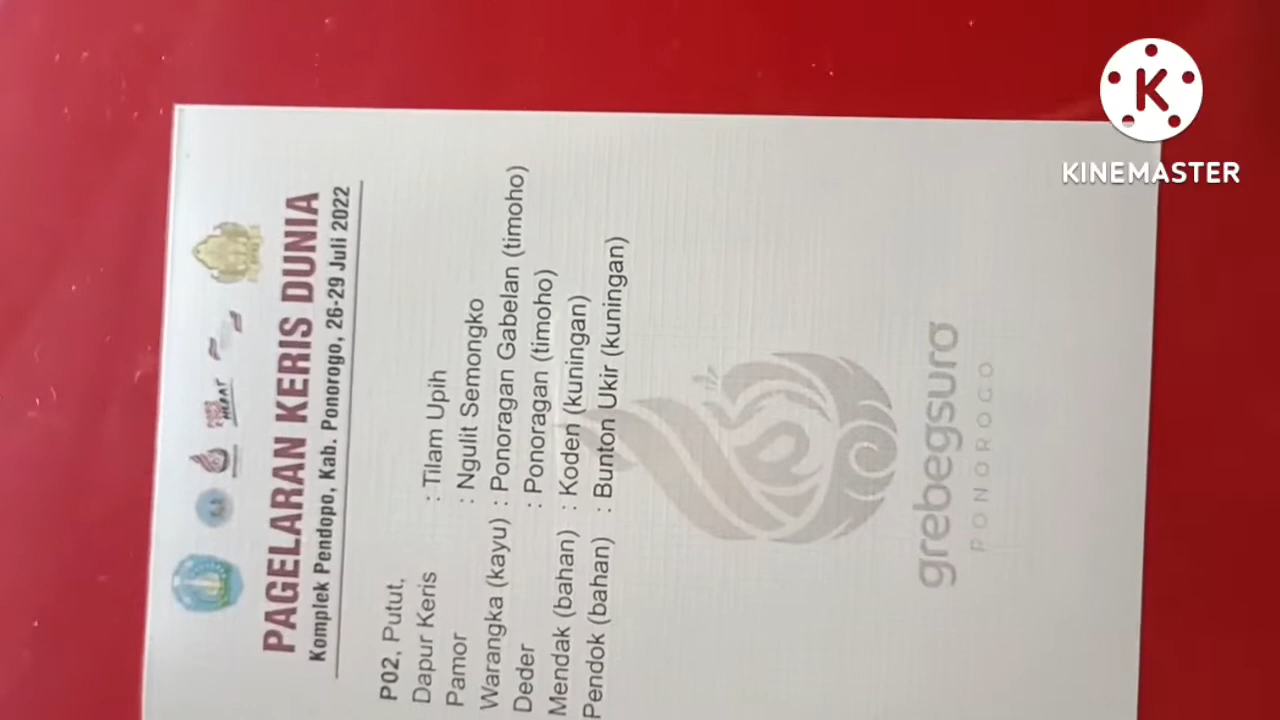 PAGELARAN KERIS DUNIA
Komplek Pendopo, Kab. Ponorogo, 26-29 Juli 2022
P02, Putut,
Dapur Keris : Tilam Upih
Pamor : Ngulit Semongko
Warangka (kayu) : Ponoragan Gabelan (timoho)
Deder : Ponoragan (timoho)
Mendak (bahan) : Koden (kuningan)
Pendok (bahan) : Bunton Ukir (kuningan)
grebegsuro
PONOROGO
KINEMASTER